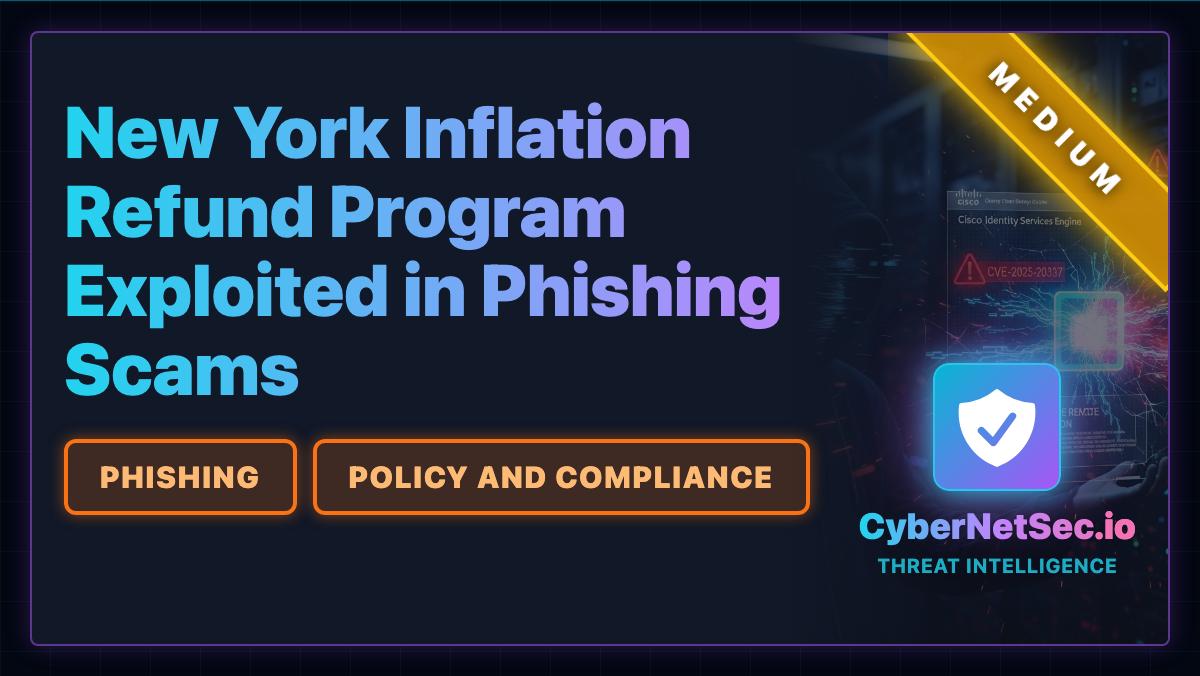 New York Inflation
Refund Program
Exploited in Phishing
Scams
PHISHING
POLICY AND COMPLIANCE
MEDIUM
CISCO
Cisco Identity Services Engine
CVE-2025-20337
CyberNetSec.io
THREAT INTELLIGENCE